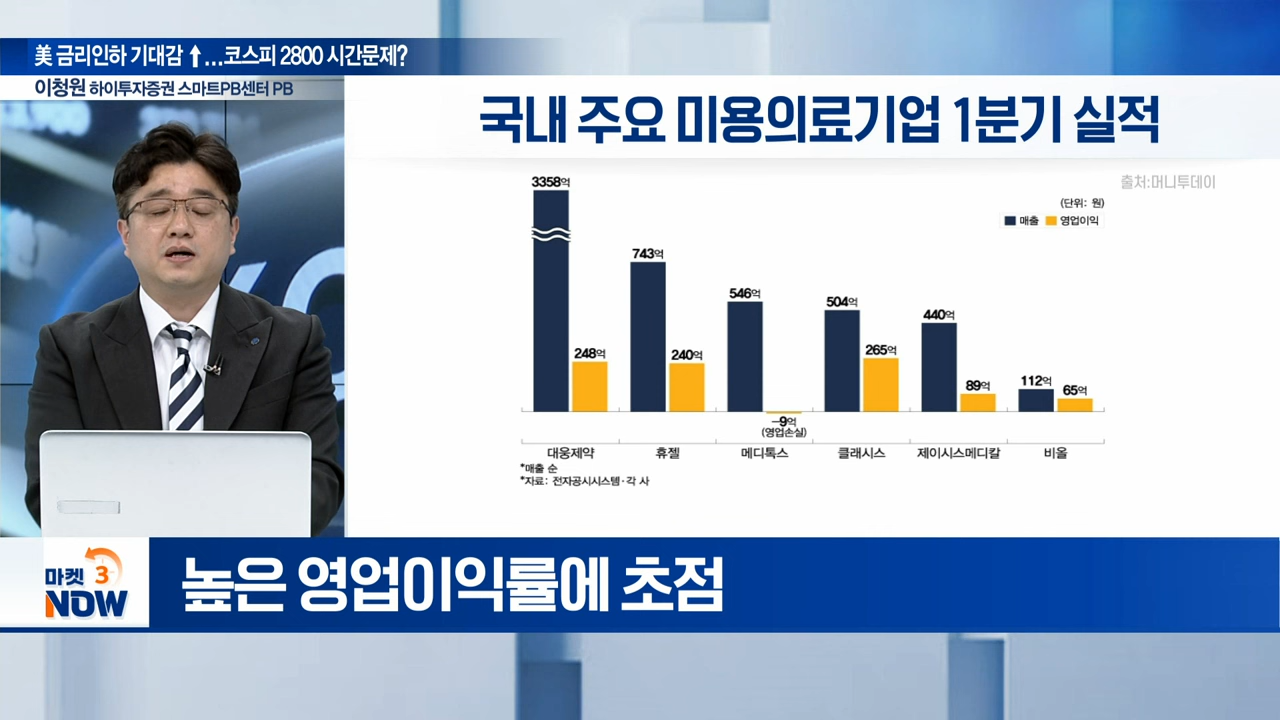 美 금리인하 기대감↑…코스피 2800 시간문제?
이청원 하이투자증권 스마트PB센터 PB
국내 주요 미용의료기업 1분기 실적
출처:머니투데이
(단위: 원)
매출 영업이익
3358억
248억
743억
240억
546억
-9억
(영업손실)
504억
265억
440억
89억
112억
65억
대웅제약 휴젤 메디톡스 클래시스 제이시스메디칼 비올
*매출 순
*자료: 전자공시시스템·각 사
마켓 3
NOW
높은 영업이익률에 초점